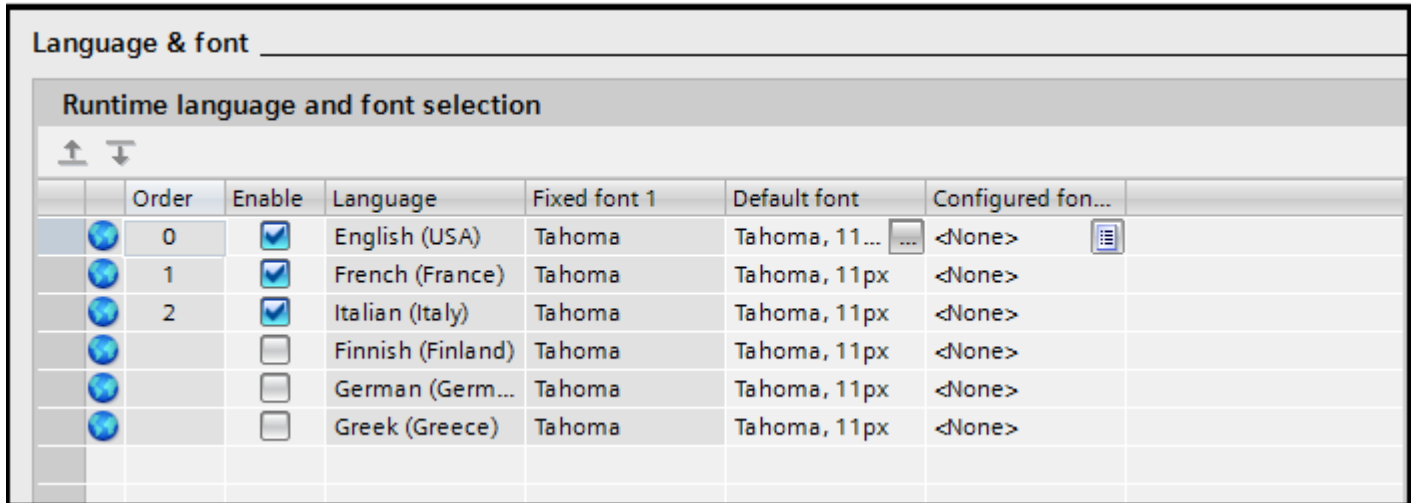 Language & font
Runtime language and font selection
Order Enable Language Fixed font 1 Default font Configured fon...
0 English (USA) Tahoma Tahoma, 11... ... <None>
1 French (France) Tahoma Tahoma, 11px <None>
2 Italian (Italy) Tahoma Tahoma, 11px <None>
Finnish (Finland) Tahoma Tahoma, 11px <None>
German (Germ... Tahoma Tahoma, 11px <None>
Greek (Greece) Tahoma Tahoma, 11px <None>